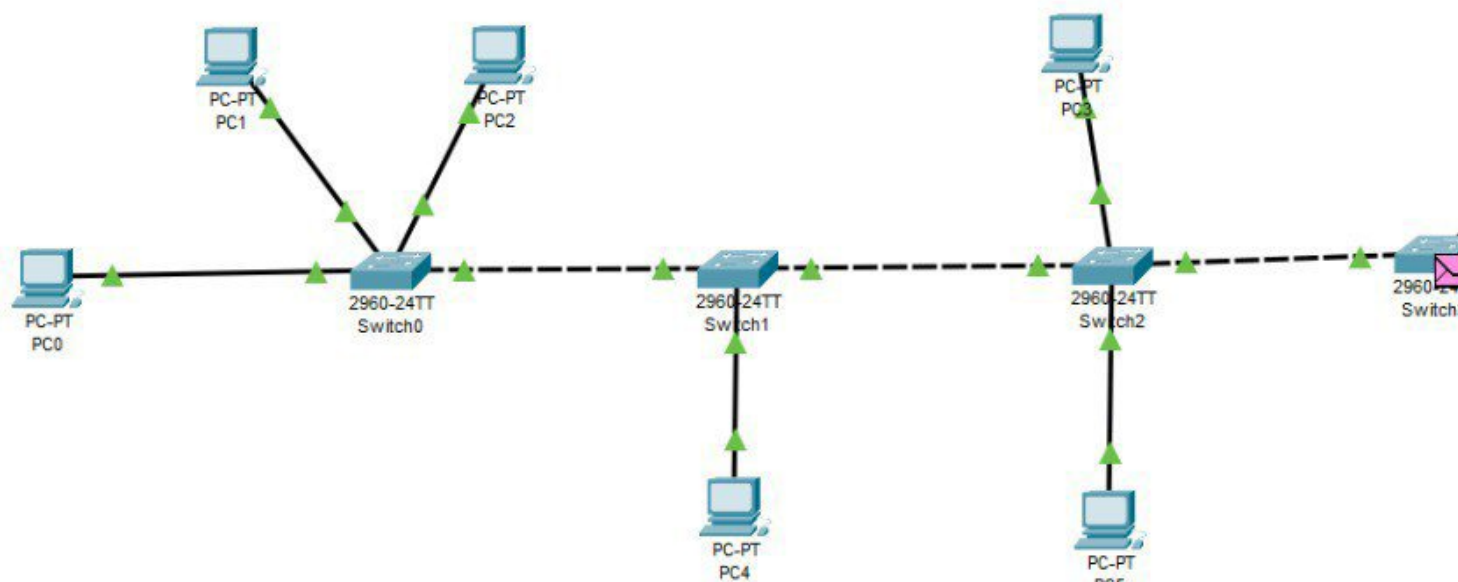 PC-PT
PC1
PC-PT
PC2
PC-PT
PC3
PC-PT
PC0
2960-24TT
Switch0
2960-24TT
Switch1
2960-24TT
Switch2
PC-PT
PC4
PC-PT